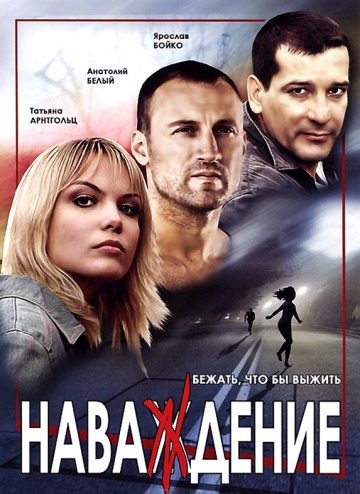 Ярослав
БОЙКО
Анатолий
БЕЛЫЙ
Татьяна
АРНТГОЛЬЦ
БЕЖАТЬ, ЧТО БЫ ВЫЖИТЬ
НАВАЖДЕНИЕ